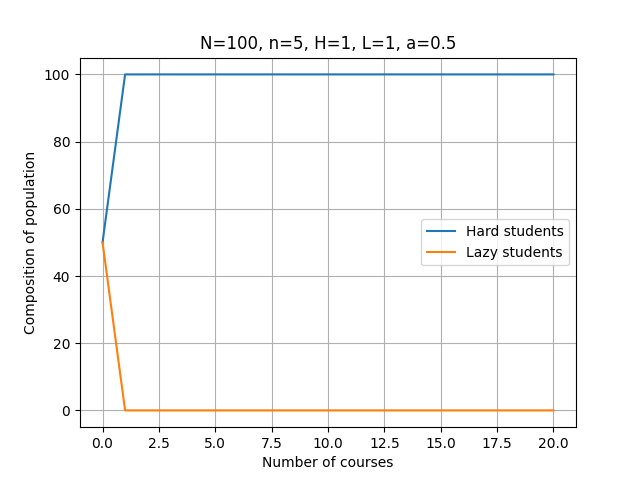 N=100, n=5, H=1, L=1, a=0.5
Composition of population
100
80
60
40
20
0
Hard students
Lazy students
0.0 2.5 5.0 7.5 10.0 12.5 15.0 17.5 20.0
Number of courses